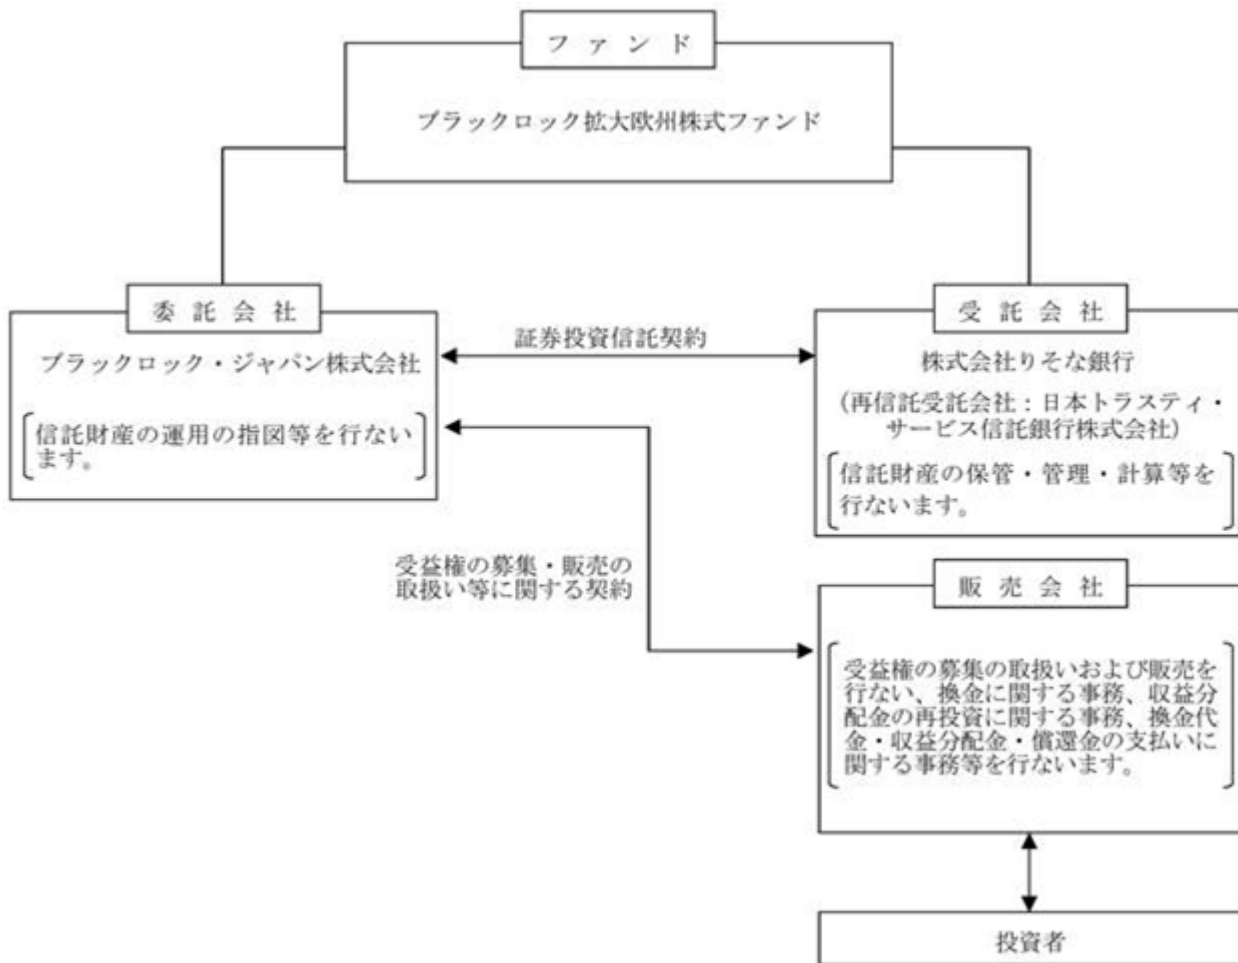 ファンド
ブラックロック拡大欧州株式ファンド
委託会社
ブラックロック・ジャパン株式会社
信託財産の運用の指図等を行ない
ます。
証券投資信託契約
受託会社
株式会社りそな銀行
(再信託受託会社:日本トラスティ・
サービス信託銀行株式会社)
信託財産の保管・管理・計算等を
行ないます。
受益権の募集・販売の
取扱い等に関する契約
販売会社
受益権の募集の取扱いおよび販売を
行ない、換金に関する事務、収益分
配金の再投資に関する事務、換金代
金・収益分配金・償還金の支払いに
関する事務等を行ないます。
投資者